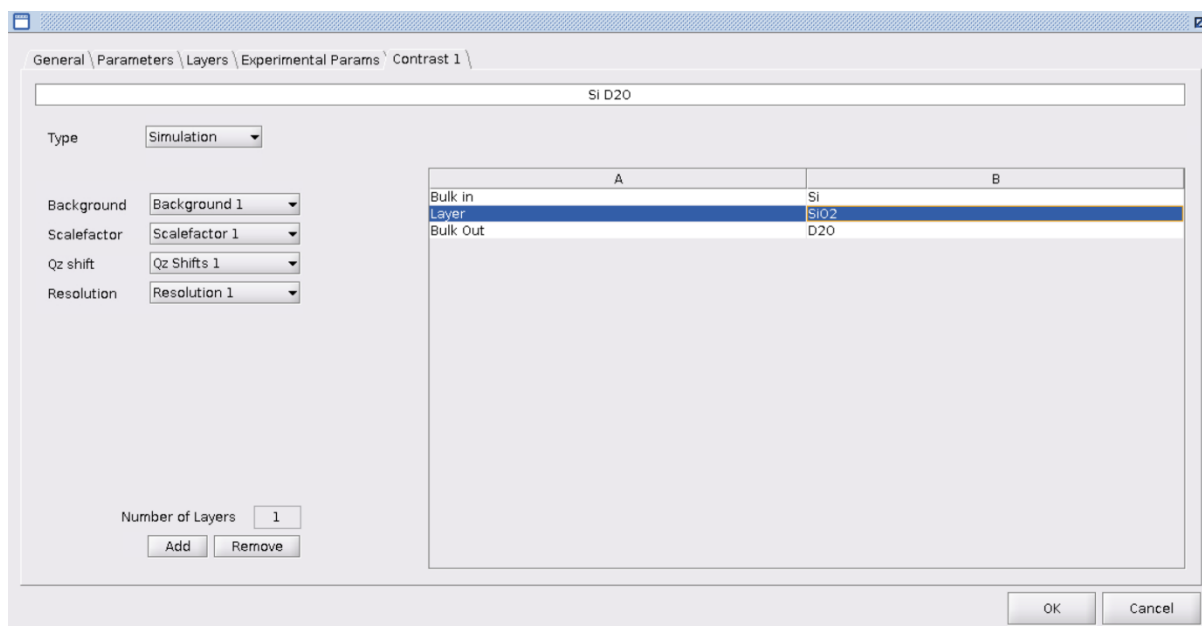 General Parameters Layers Experimental Params Contrast 1
Si D2O
Type Simulation
A B
Bulk in Si
Layer SiO2
Bulk Out D2O
Background Background 1
Scalefactor Scalefactor 1
Qz shift Qz Shifts 1
Resolution Resolution 1
Number of Layers 1
Add Remove
OK Cancel